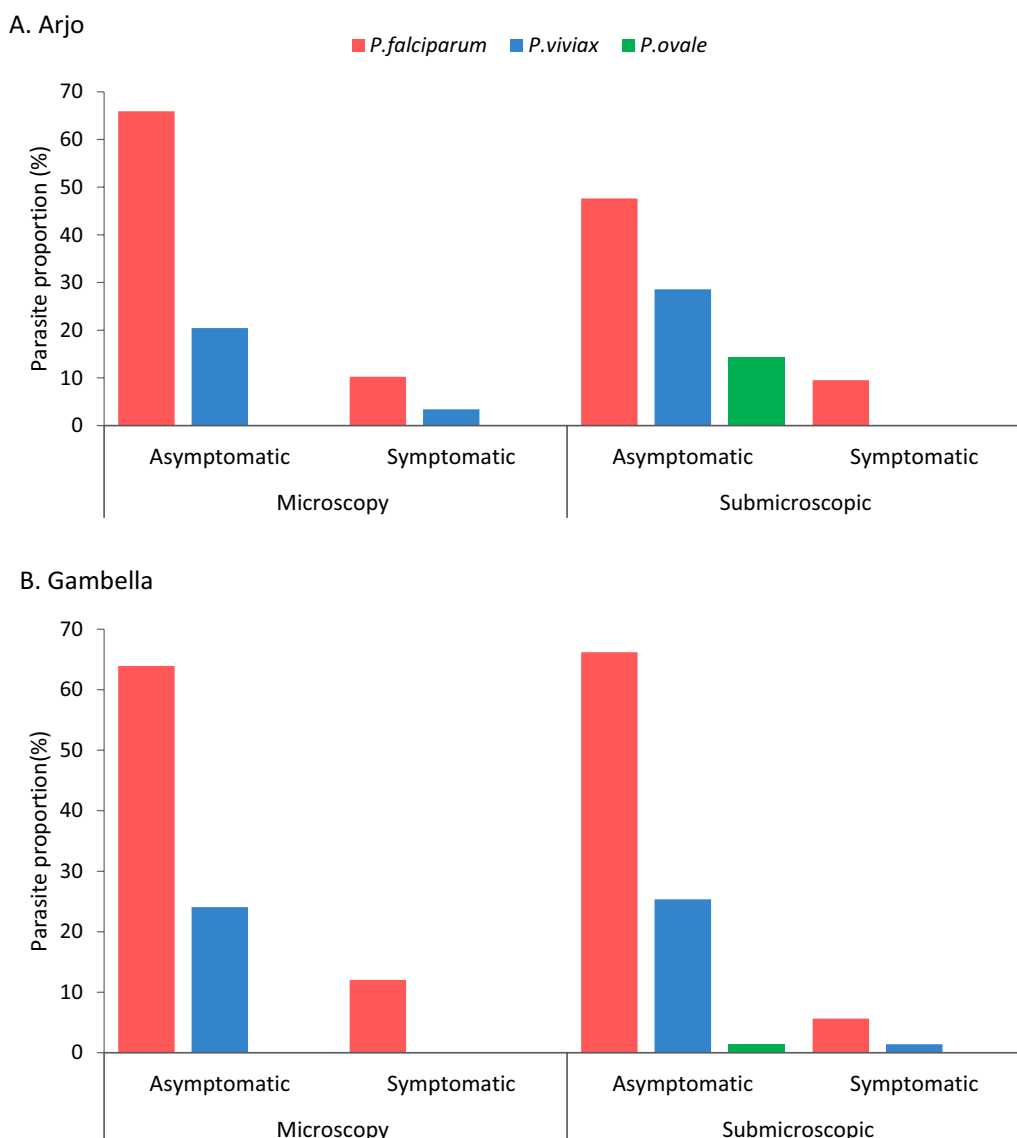 A. Arjo
P.falciparum P.viviax P.ovale
Parasite proportion (%)
70
60
50
40
30
20
10
0
Asymptomatic Symptomatic Asymptomatic Symptomatic
Microscopy Submicroscopic
B. Gambella
Parasite proportion(%)
70
60
50
40
30
20
10
0
Asymptomatic Symptomatic Asymptomatic Symptomatic
Microscopy Submicroscopic